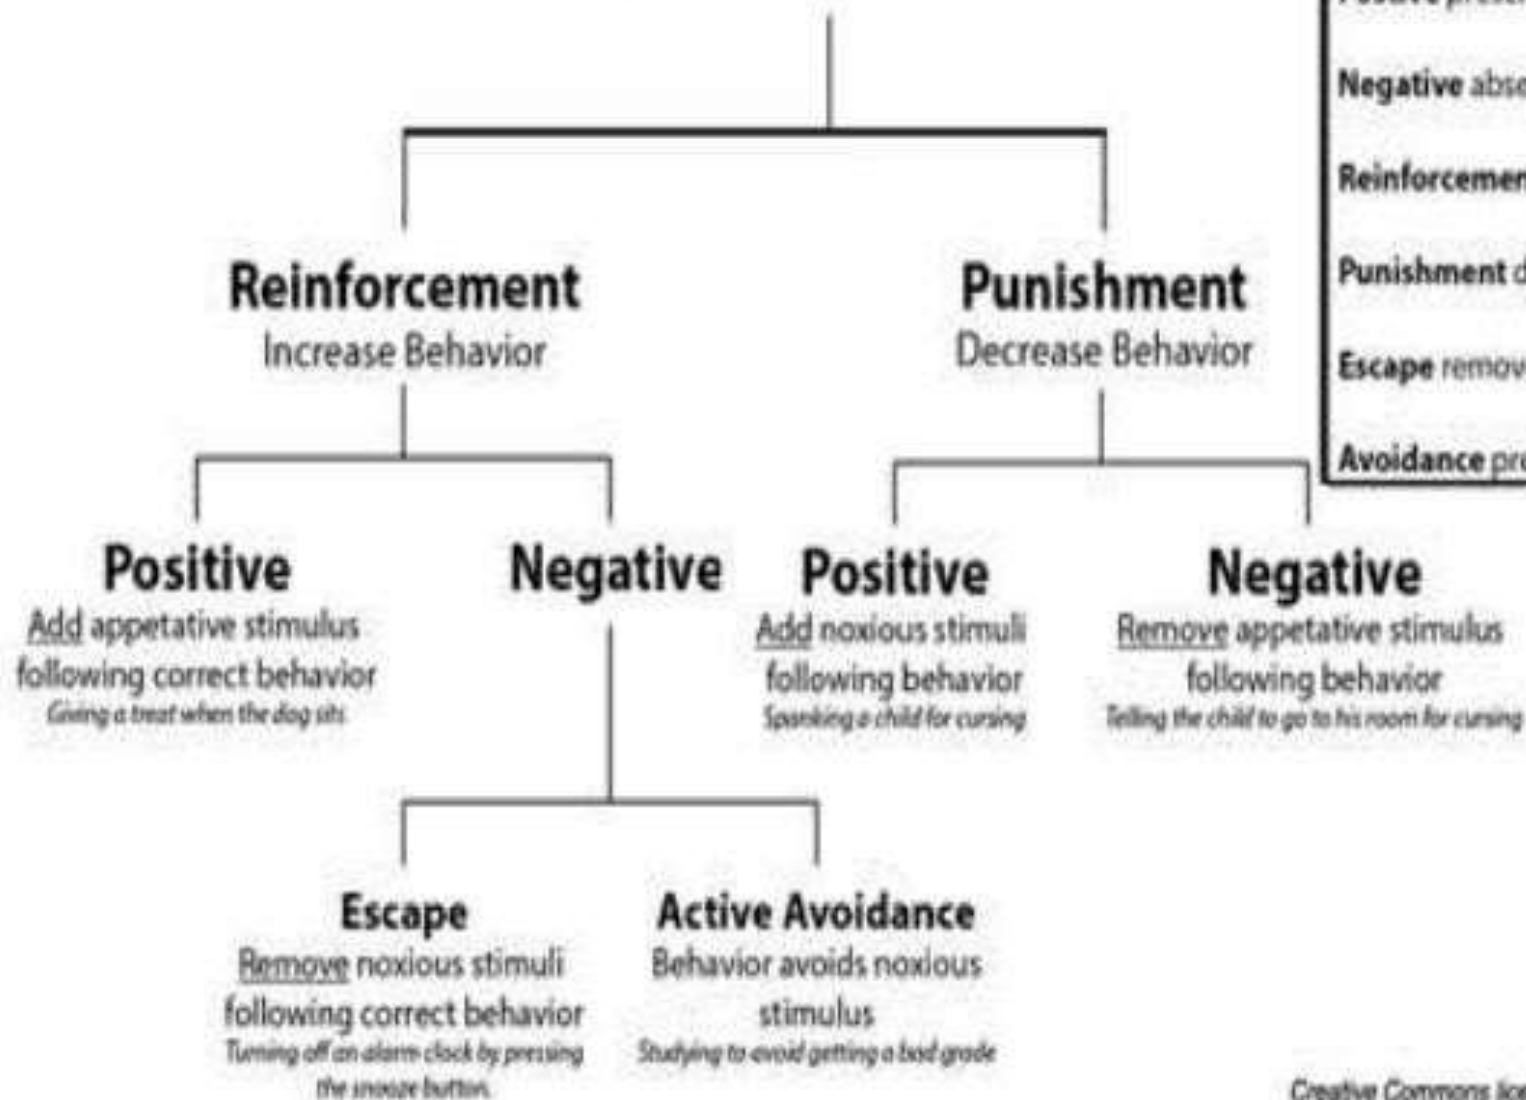 Negative
Reinforcement
Punishment
Escape
Avoidance
Reinforcement
Increase Behavior
Punishment
Decrease Behavior
Positive
Add appetative stimulus
following correct behavior
Giving a treat when the dog sits
Negative
Positive
Add noxious stimuli
following behavior
Spanking a child for cursing
Negative
Remove appetative stimulus
following behavior
Telling the child to go to his room for cursing
Escape
Remove noxious stimuli
following correct behavior
Turning off an alarm clock by pressing
the snooze button.
Active Avoidance
Behavior avoids noxious
stimulus
Studying to avoid getting a bad grade
Creative Commons